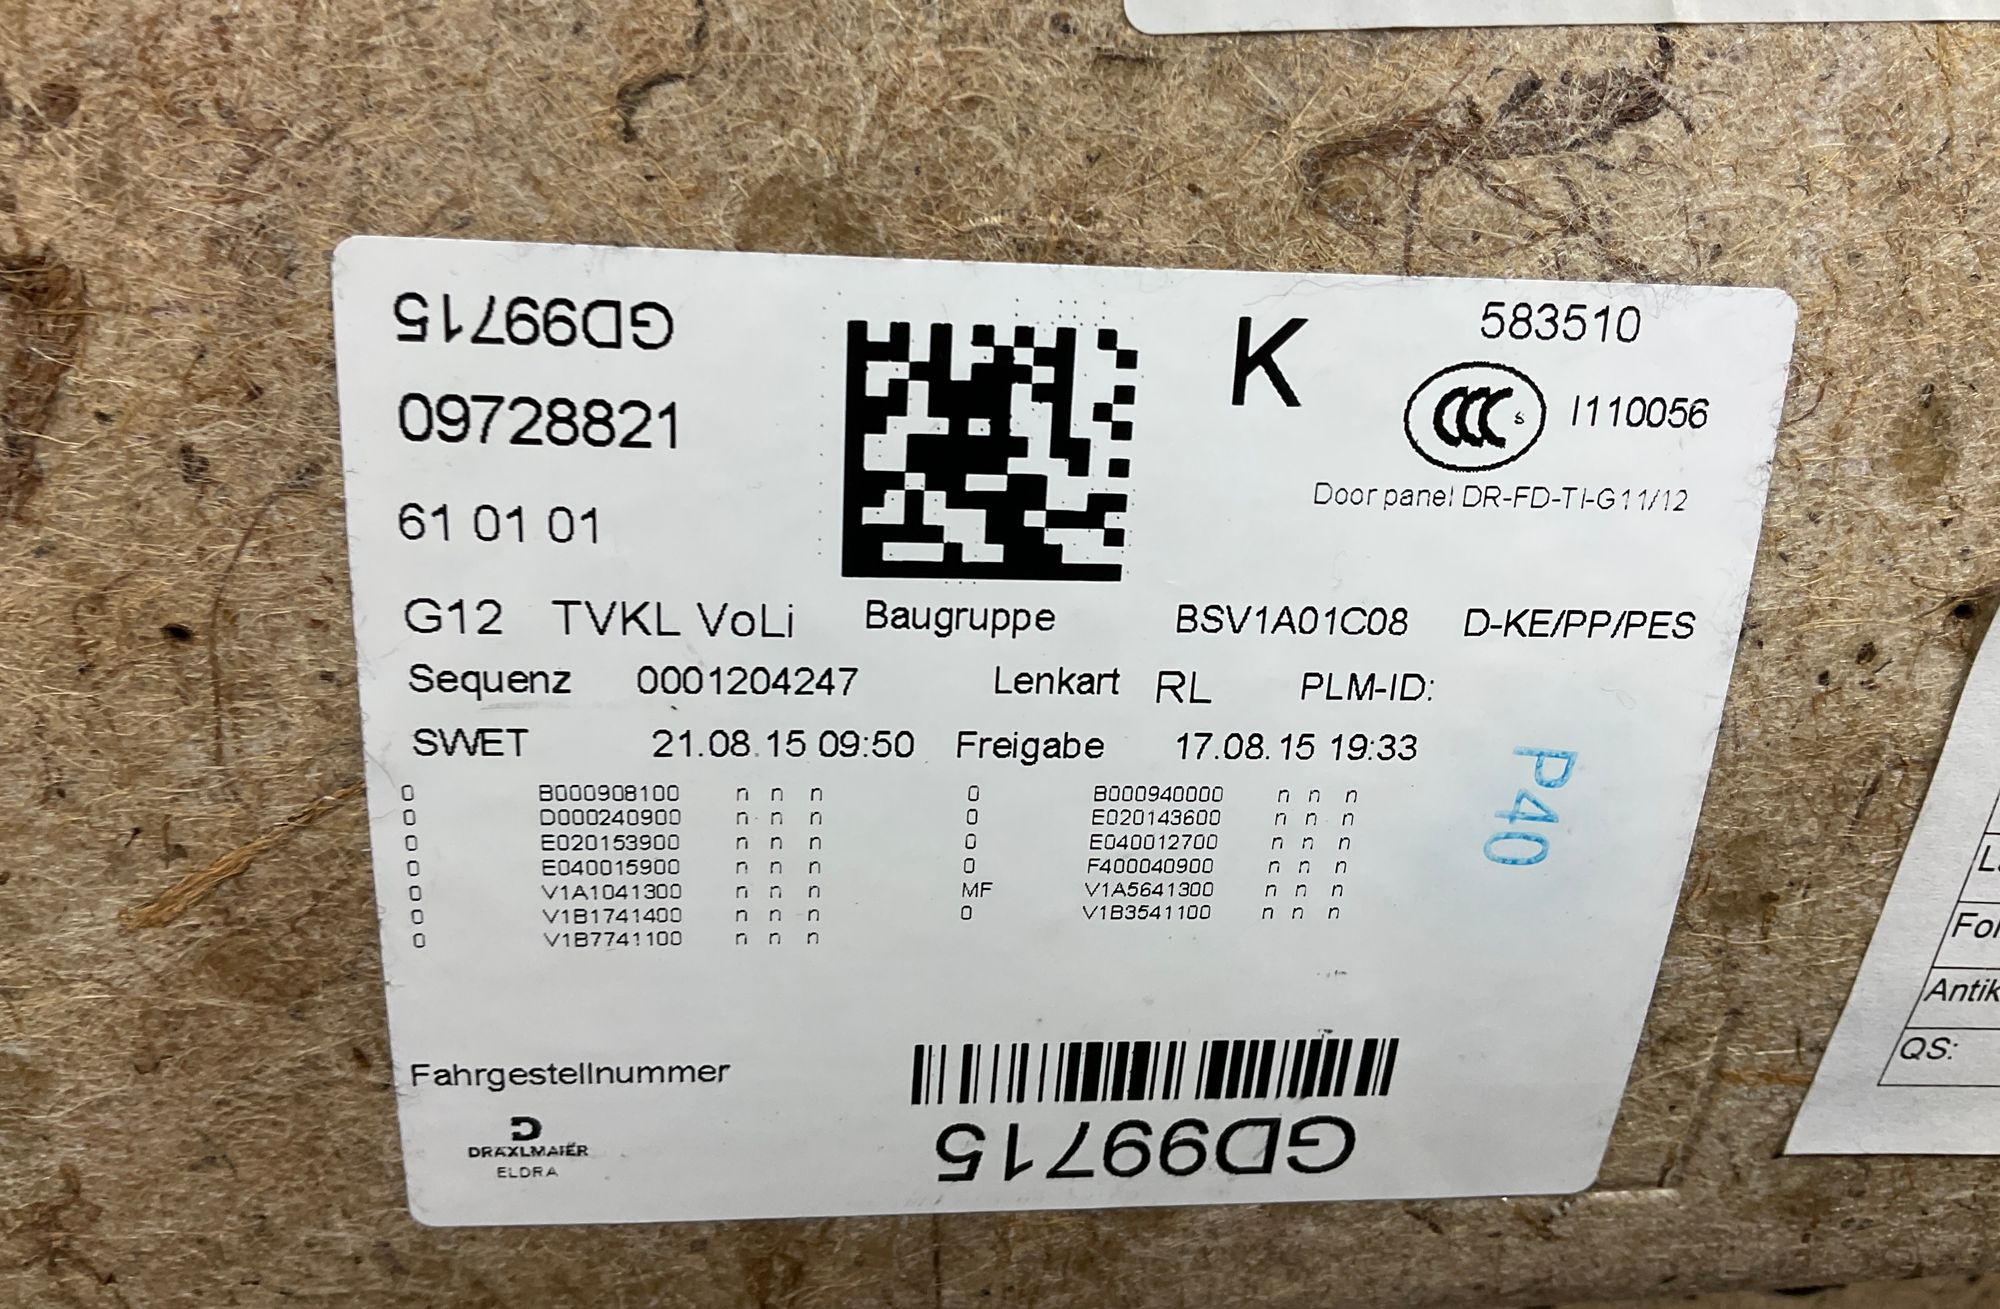 GD99715
09728821
61 01 01
K
583510
CCC S I110056
Door panel DR-FD-TI-G11/12
G12 TVKL VoLi Baugruppe BSV1A01C08 D-KE/PP/PES
Sequenz 0001204247 Lenkart RL PLM-ID:
SWET 21.08.15 09:50 Freigabe 17.08.15 19:33
0 B000908100 n n n 0 B000940000 n n n
0 D000240900 n n n 0 E020143600 n n n
0 E020153900 n n n 0 E040012700 n n n
0 E040015900 n n n 0 F400040900 n n n
0 V1A1041300 n n n MF V1A5641300 n n n
0 V1B1741400 n n n 0 V1B3541100 n n n
0 V1B7741100 n n n
P40
Fahrgestellnummer
DRÄXLMAIER
ELDRA
GD99715
QS: